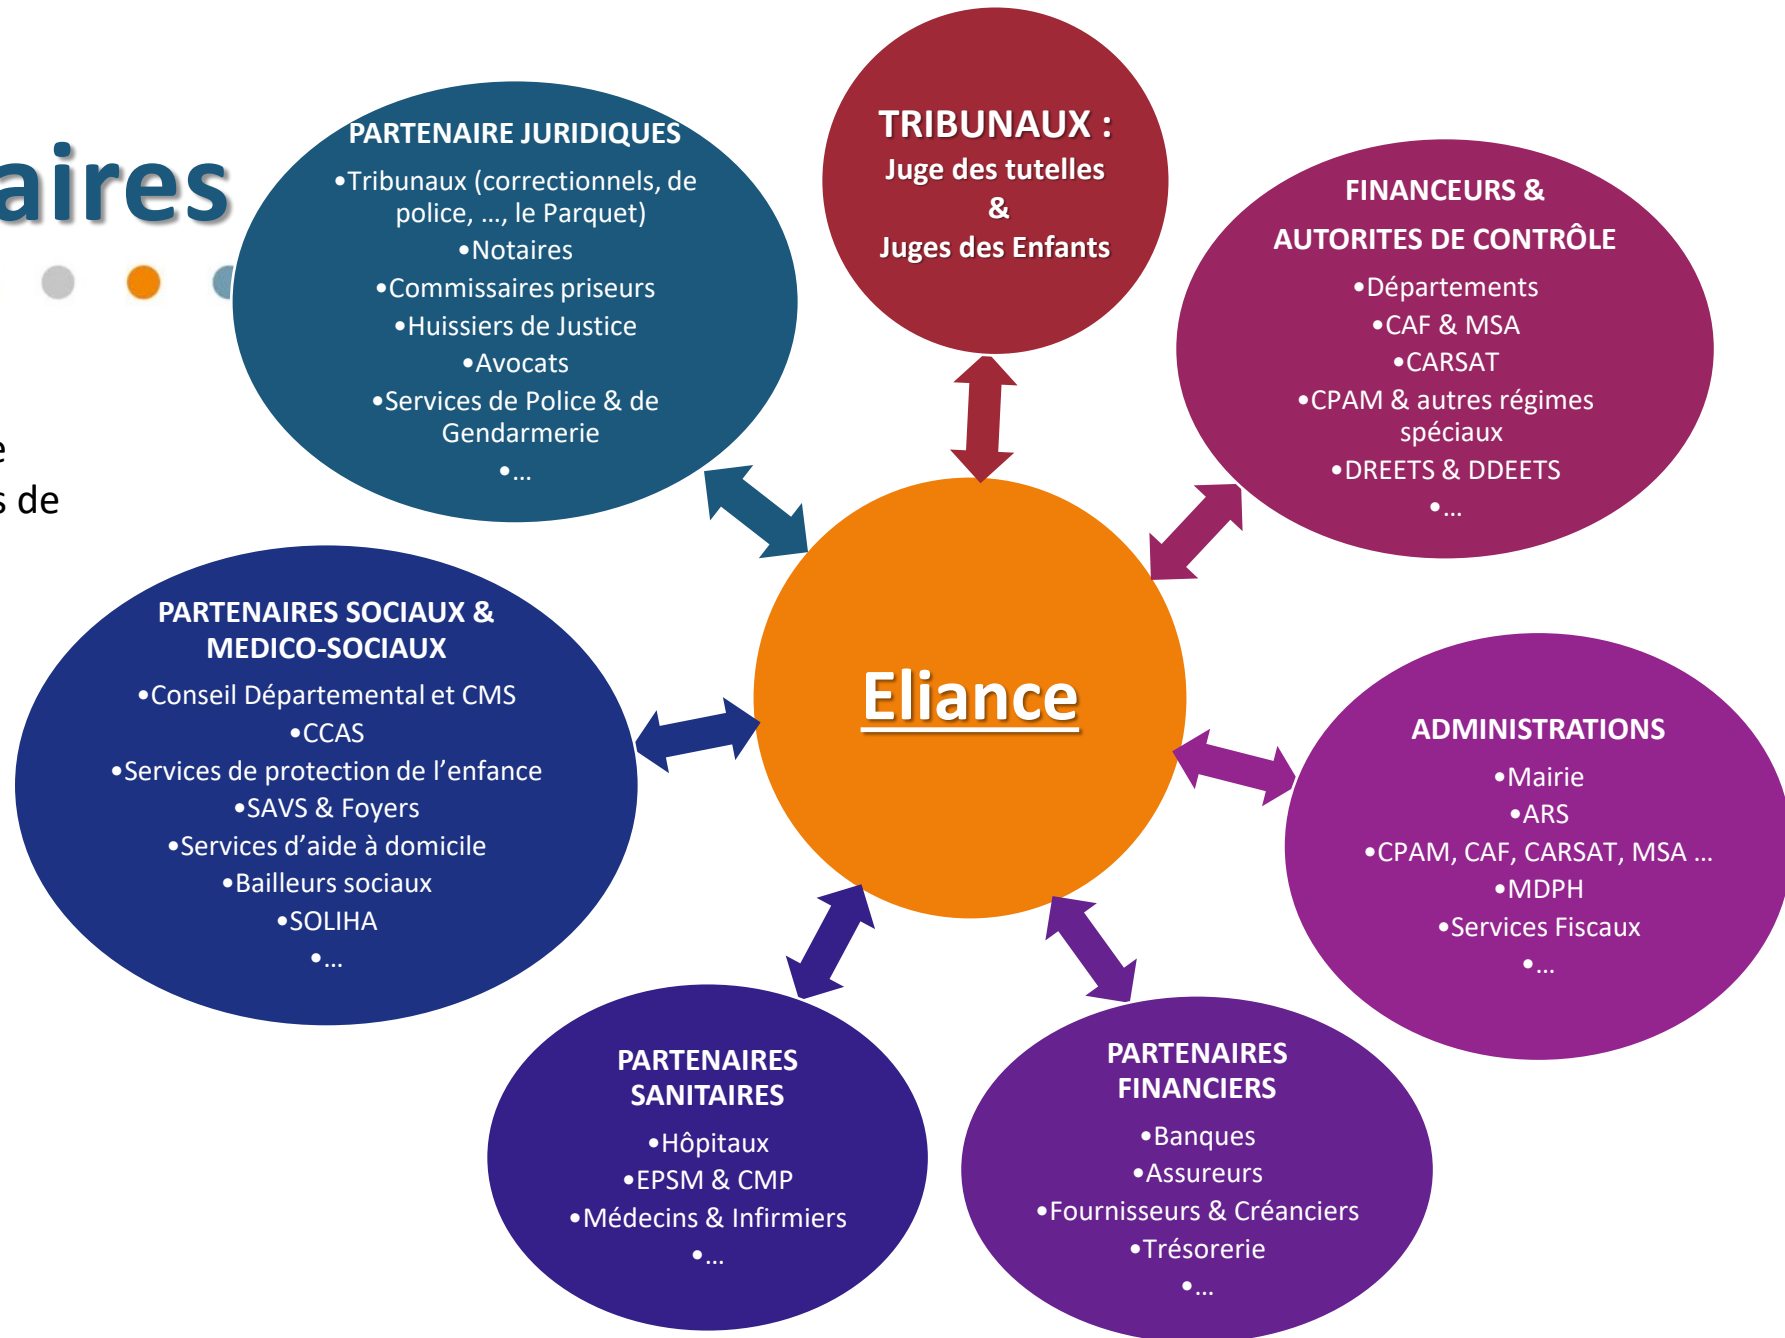 aires
e
s de
PARTENAIRE JURIDIQUES
•Tribunaux (correctionnels, de
police, …, le Parquet)
•Notaires
•Commissaires priseurs
•Huissiers de Justice
•Avocats
•Services de Police & de
Gendarmerie
•…
TRIBUNAUX :
Juge des tutelles
&
Juges des Enfants
FINANCEURS &
AUTORITES DE CONTRÔLE
•Départements
•CAF & MSA
•CARSAT
•CPAM & autres régimes
spéciaux
•DREETS & DDEETS
•…
PARTENAIRES SOCIAUX &
MEDICO-SOCIAUX
•Conseil Départemental et CMS
•CCAS
•Services de protection de l’enfance
•SAVS & Foyers
•Services d’aide à domicile
•Bailleurs sociaux
•SOLIHA
•…
Eliance
ADMINISTRATIONS
•Mairie
•ARS
•CPAM, CAF, CARSAT, MSA …
•MDPH
•Services Fiscaux
•…
PARTENAIRES
SANITAIRES
•Hôpitaux
•EPSM & CMP
•Médecins & Infirmiers
•…
PARTENAIRES
FINANCIERS
•Banques
•Assureurs
•Fournisseurs & Créanciers
•Trésorerie
•…